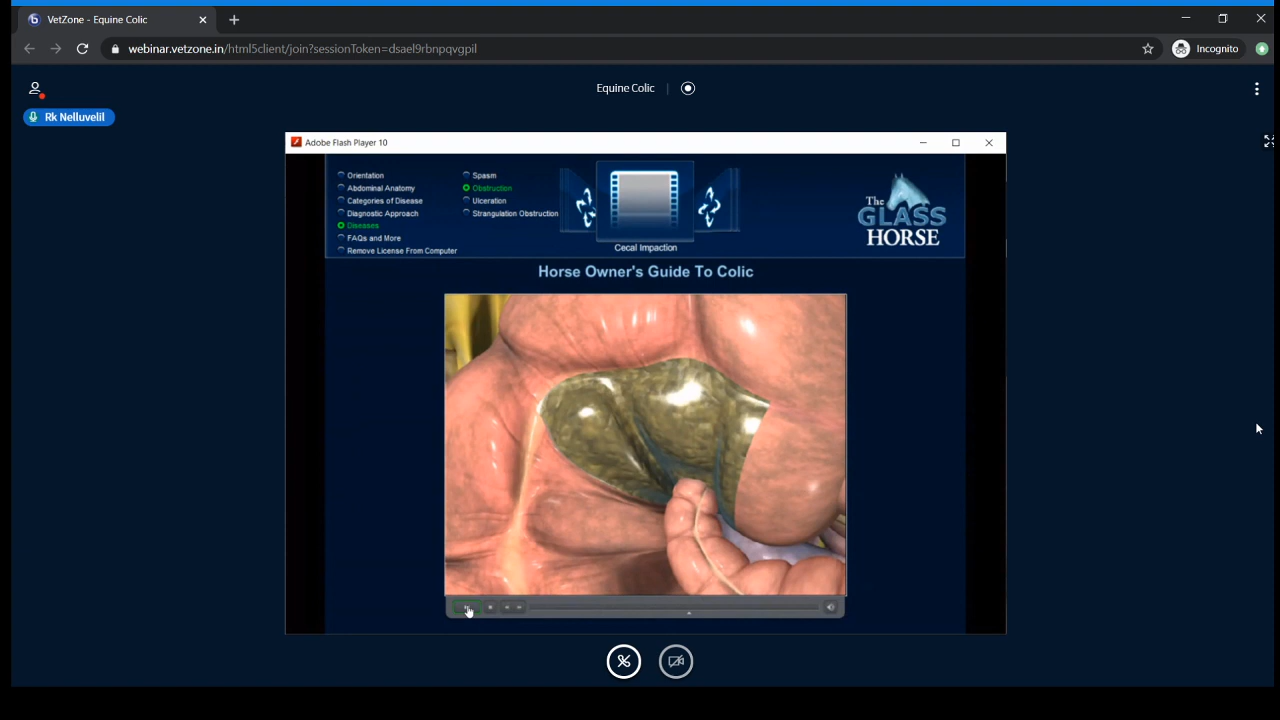 VetZone - Equine Colic
webinar.vetzone.in/html5client/join?sessionToken=dsael9rbnpqvgpil
Incognito
Equine Colic
Rk Nelluvelil
Adobe Flash Player 10
Orientation
Abdominal Anatomy
Categories of Disease
Diagnostic Approach
Diseases
FAQs and More
Remove License From Computer
Spasm
Obstruction
Ulceration
Strangulation Obstruction
Cecal Impaction
The
GLASS
HORSE
Horse Owner's Guide To Colic